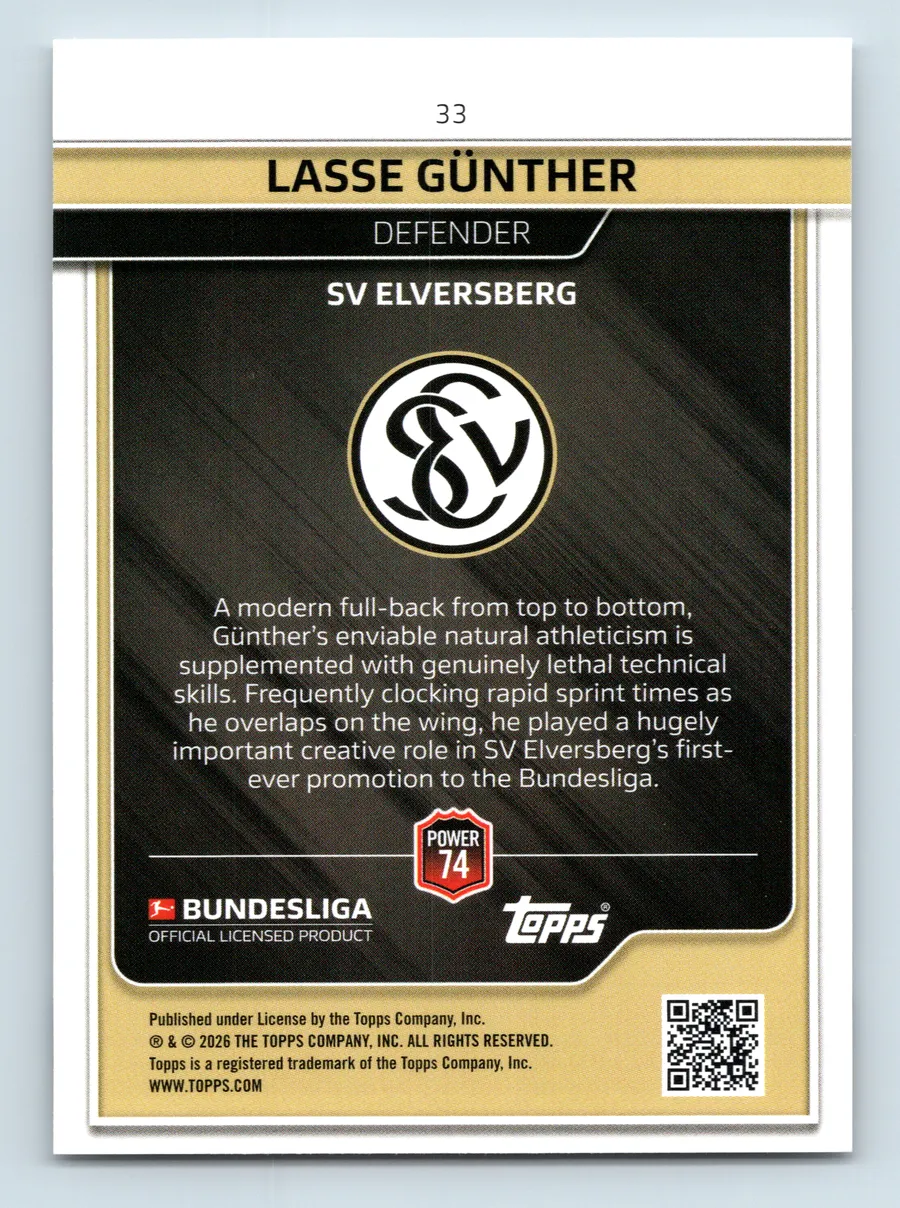 33
LASSE GÜNTHER
DEFENDER
SV ELVERSBERG
SVE
A modern full-back from top to bottom,
Günther's enviable natural athleticism is
supplemented with genuinely lethal technical
skills. Frequently clocking rapid sprint times as
he overlaps on the wing, he played a hugely
important creative role in SV Elversberg's first-
ever promotion to the Bundesliga.
POWER
74
BUNDESLIGA
OFFICIAL LICENSED PRODUCT
topps®
Published under License by the Topps Company, Inc.
® & © 2026 THE TOPPS COMPANY, INC. ALL RIGHTS RESERVED.
Topps is a registered trademark of the Topps Company, Inc.
WWW.TOPPS.COM